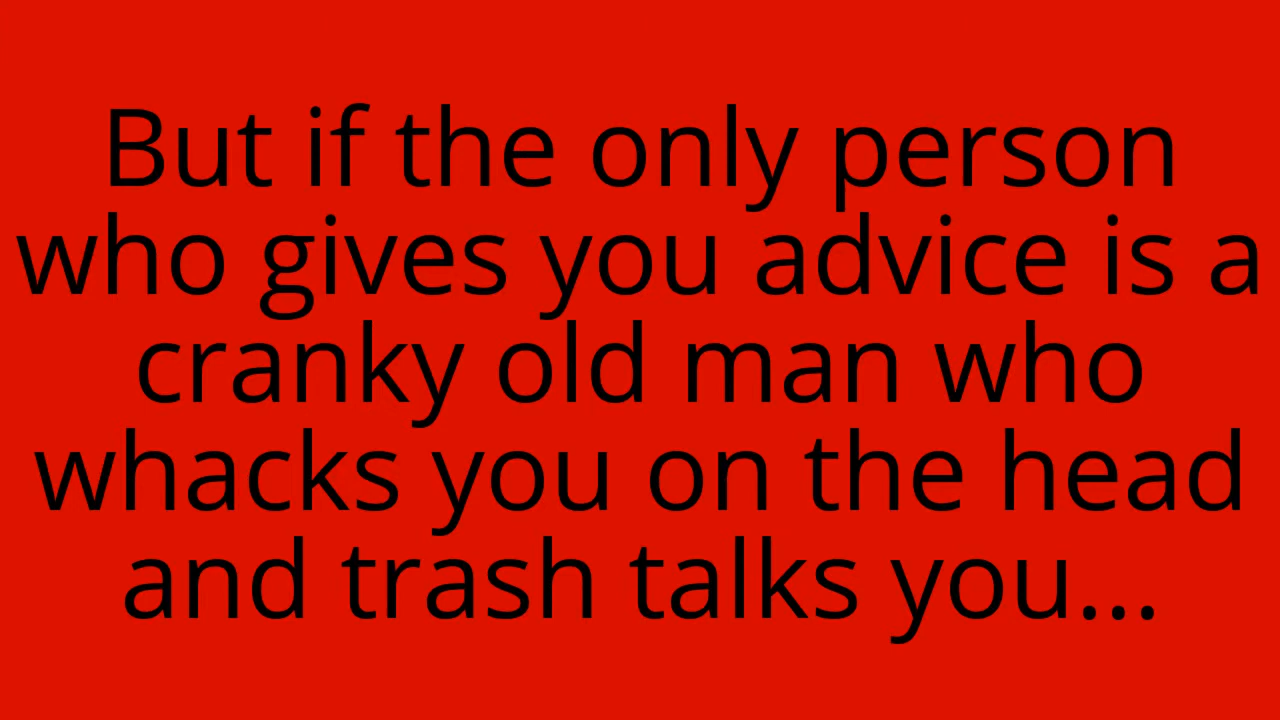 But if the only person
who gives you advice is a
cranky old man who
whacks you on the head
and trash talks you...